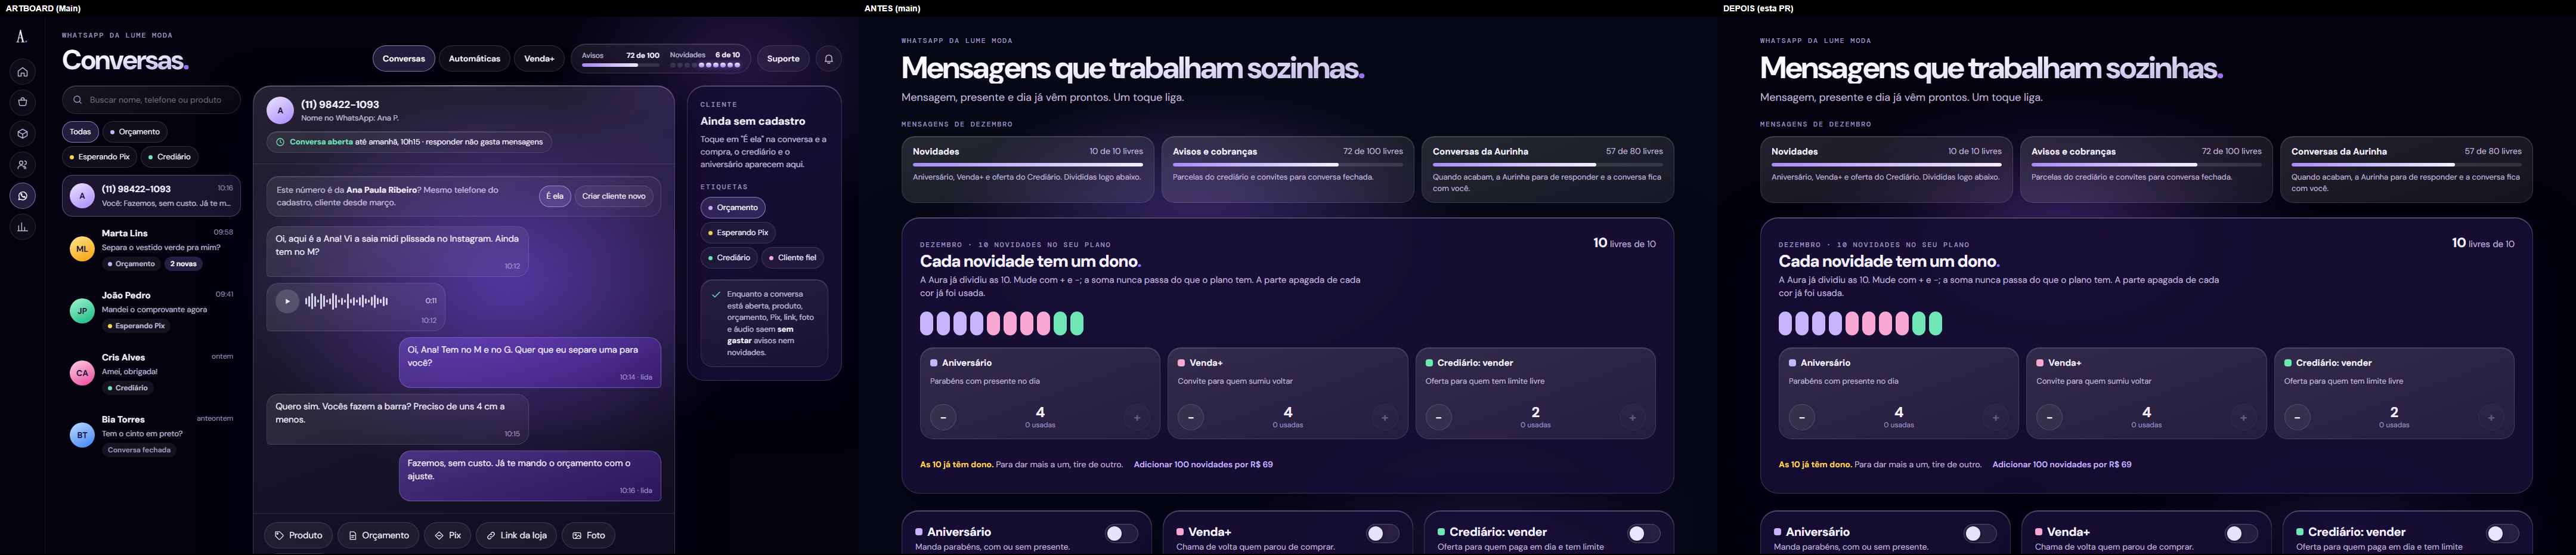 ARTBOARD (Main)
A.
WHATSAPP DA LUME MODA
Conversas.
Conversas
Automáticas
Venda+
Avisos 72 de 100
Novidades 6 de 10
Suporte
Buscar nome, telefone ou produto
Todas
Orçamento
Esperando Pix
Crediário
A
(11) 98422-1093
10:16
Você: Fazemos, sem custo. Já te m...
ML
Marta Lins
09:58
Separa o vestido verde pra mim?
Orçamento
2 novas
JP
João Pedro
09:41
Mandei o comprovante agora
Esperando Pix
CA
Cris Alves
ontem
Amei, obrigada!
Crediário
BT
Bia Torres
anteontem
Tem o cinto em preto?
Conversa fechada
A
(11) 98422-1093
Nome no WhatsApp: Ana P.
Conversa aberta até amanhã, 10h15 · responder não gasta mensagens
Este número é da Ana Paula Ribeiro? Mesmo telefone do
cadastro, cliente desde março.
É ela
Criar cliente novo
Oi, aqui é a Ana! Vi a saia midi plissada no Instagram. Ainda
tem no M?
10:12
0:11
10:12
Oi, Ana! Tem no M e no G. Quer que eu separe uma para
você?
10:14 · lida
Quero sim. Vocês fazem a barra? Preciso de uns 4 cm a
menos.
10:15
Fazemos, sem custo. Já te mando o orçamento com o
ajuste.
10:16 · lida
Produto
Orçamento
Pix
Link da loja
Foto
CLIENTE
Ainda sem cadastro
Toque em "É ela" na conversa e a
compra, o crediário e o
aniversário aparecem aqui.
ETIQUETAS
Orçamento
Esperando Pix
Crediário
Cliente fiel
Enquanto a conversa
está aberta, produto,
orçamento, Pix, link, foto
e áudio saem sem
gastar avisos nem
novidades.
ANTES (main)
WHATSAPP DA LUME MODA
Mensagens que trabalham sozinhas.
Mensagem, presente e dia já vêm prontos. Um toque liga.
MENSAGENS DE DEZEMBRO
Novidades
10 de 10 livres
Aniversário, Venda+ e oferta do Crediário. Divididas logo abaixo.
Avisos e cobranças
72 de 100 livres
Parcelas do crediário e convites para conversa fechada.
Conversas da Aurinha
57 de 80 livres
Quando acabam, a Aurinha para de responder e a conversa fica
com você.
DEZEMBRO · 10 NOVIDADES NO SEU PLANO
10 livres de 10
Cada novidade tem um dono.
A Aura já dividiu as 10. Mude com + e -; a soma nunca passa do que o plano tem. A parte apagada de cada
cor já foi usada.
Aniversário
Parabéns com presente no dia
−
4
+
0 usadas
Venda+
Convite para quem sumiu voltar
−
4
+
0 usadas
Crediário: vender
Oferta para quem tem limite livre
−
2
+
0 usadas
As 10 já têm dono. Para dar mais a um, tire de outro.
Adicionar 100 novidades por R$ 69
Aniversário
Manda parabéns, com ou sem presente.
Venda+
Chama de volta quem parou de comprar.
Crediário: vender
Oferta para quem paga em dia e tem limite
DEPOIS (esta PR)
WHATSAPP DA LUME MODA
Mensagens que trabalham sozinhas.
Mensagem, presente e dia já vêm prontos. Um toque liga.
MENSAGENS DE DEZEMBRO
Novidades
10 de 10 livres
Aniversário, Venda+ e oferta do Crediário. Divididas logo abaixo.
Avisos e cobranças
72 de 100 livres
Parcelas do crediário e convites para conversa fechada.
Conversas da Aurinha
57 de 80 livres
Quando acabam, a Aurinha para de responder e a conversa fica
com você.
DEZEMBRO · 10 NOVIDADES NO SEU PLANO
10 livres de 10
Cada novidade tem um dono.
A Aura já dividiu as 10. Mude com + e -; a soma nunca passa do que o plano tem. A parte apagada de cada
cor já foi usada.
Aniversário
Parabéns com presente no dia
−
4
+
0 usadas
Venda+
Convite para quem sumiu voltar
−
4
+
0 usadas
Crediário: vender
Oferta para quem tem limite livre
−
2
+
0 usadas
As 10 já têm dono. Para dar mais a um, tire de outro.
Adicionar 100 novidades por R$ 69
Aniversário
Manda parabéns, com ou sem presente.
Venda+
Chama de volta quem parou de comprar.
Crediário: vender
Oferta para quem paga em dia e tem limite